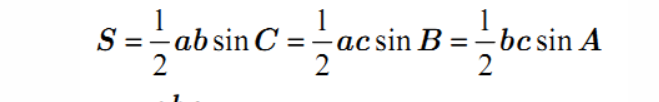 S = 1/2 ab sin C = 1/2 ac sin B = 1/2 bc sin A